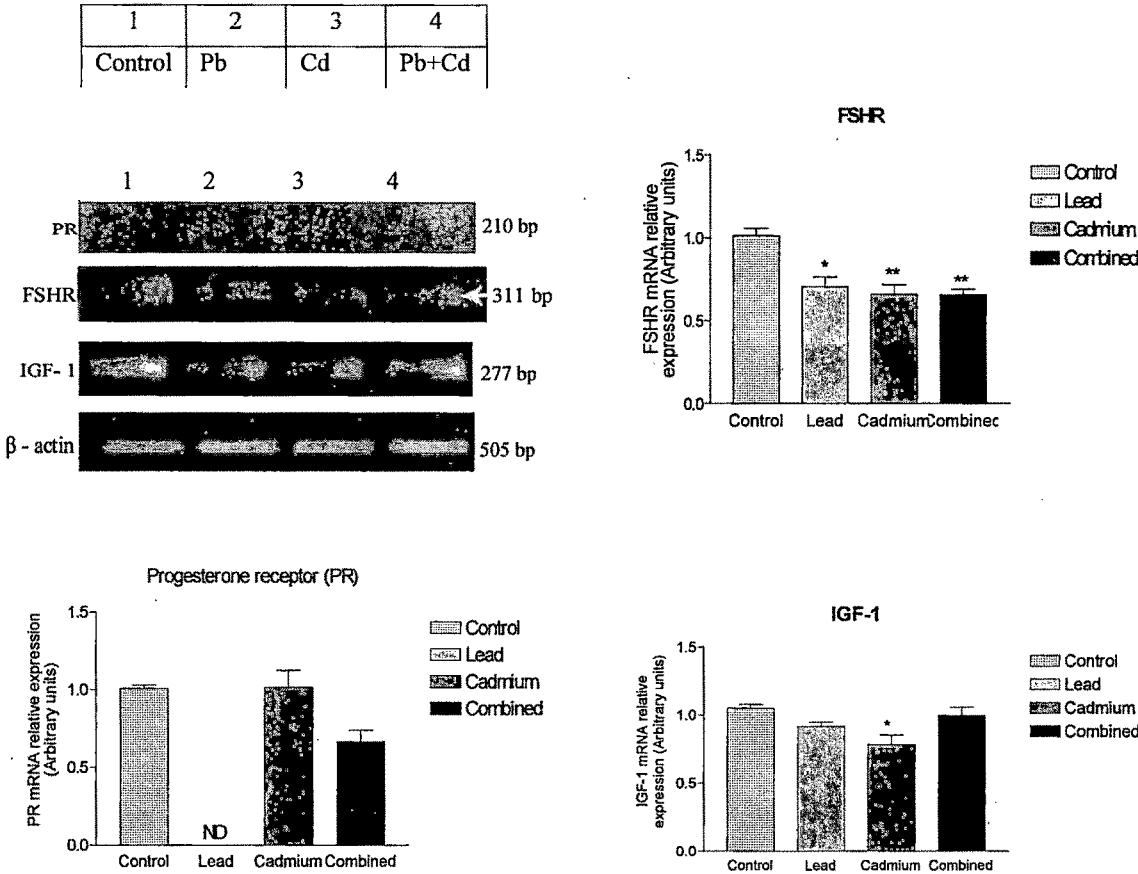 1 2 3 4
Control Pb Cd Pb+Cd
1 2 3 4
PR 210 bp
FSHR 311 bp
IGF- 1 277 bp
β - actin 505 bp
FSHR
FSHR mRNA relative
expression (Arbitrary units)
1.5
1.0
0.5
0.0
*
**
**
Control Lead Cadmium Combined
Control
Lead
Cadmium
Combined
Progesterone receptor (PR)
PR mRNA relative expression
(Arbitrary units)
1.5
1.0
0.5
0.0
ND
Control Lead Cadmium Combined
Control
Lead
Cadmium
Combined
IGF-1
IGF-1 mRNA relative
expression (Arbitrary units)
1.5
1.0
0.5
0.0
*
Control Lead Cadmium Combined
Control
Lead
Cadmium
Combined